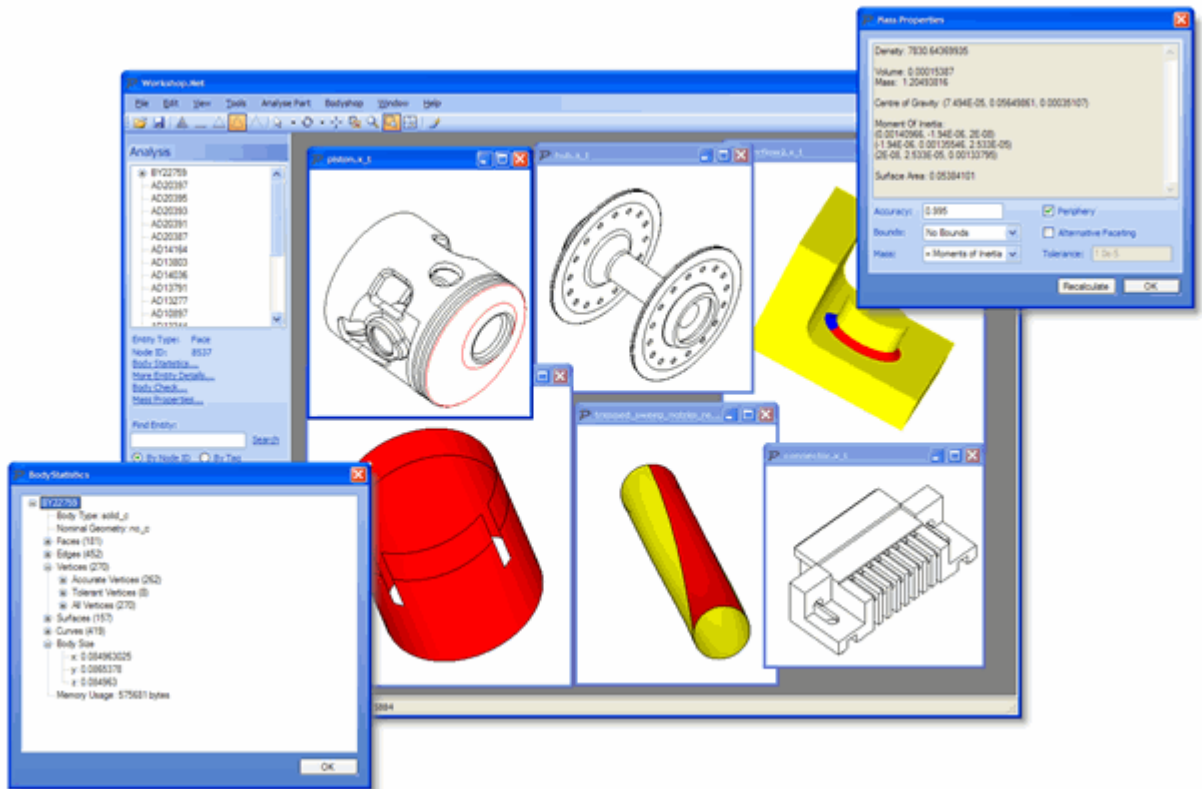 Mass Properties
Density: 7830.64369935
Volume: 0.00015387
Mass: 1.20493816
Centre of Gravity: (7.494E-05, 0.05649861, 0.00035107)
Moment Of Inertia:
(0.00140966, -1.94E-06, 2E-08)
(-1.94E-06, 0.00135546, 2.533E-05)
(2E-08, 2.533E-05, 0.00133795)
Surface Area: 0.05384101
Accuracy: 0.995 Periphery
Bounds: No Bounds Alternative Faceting
Mass: + Moments of Inertia Tolerance: 1.0e-5
Recalculate OK
Workshop.Net
File Edit View Tools Analyse Part Bodyshop Window Help
Analysis
BY22759
AD20397
AD20395
AD20393
AD20391
AD20387
AD14164
AD13803
AD14036
AD13791
AD13277
AD10897
Entity Type: Face
Node ID: 8537
Body Statistics...
More Entity Details...
Body Check...
Mass Properties...
Find Entity:
Search
By Node ID By Tag
piston.x_t
hub.x_t
connector.x_t
5884
BodyStatistics
BY22759
Body Type: solid_c
Nominal Geometry: no_c
Faces (181)
Edges (452)
Vertices (270)
Accurate Vertices (262)
Tolerant Vertices (8)
All Vertices (270)
Surfaces (157)
Curves (419)
Body Size
x: 0.084963025
y: 0.0865378
z: 0.084963
Memory Usage: 575681 bytes
OK